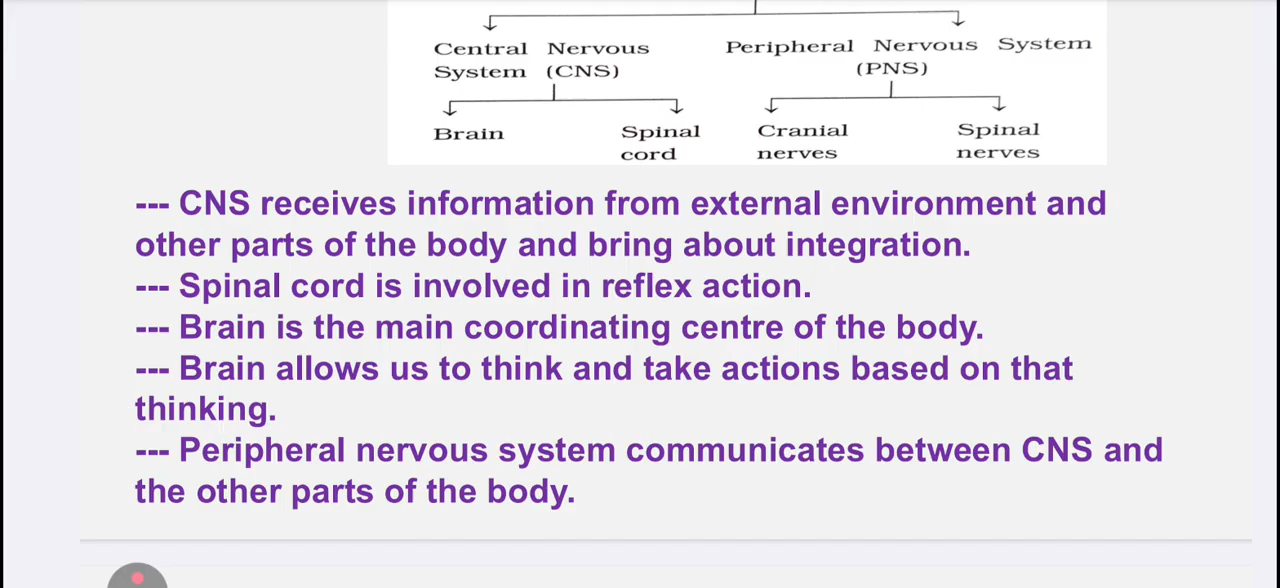 Central Nervous System (CNS)
Peripheral Nervous System (PNS)
Brain
Spinal cord
Cranial nerves
Spinal nerves
--- CNS receives information from external environment and
other parts of the body and bring about integration.
--- Spinal cord is involved in reflex action.
--- Brain is the main coordinating centre of the body.
--- Brain allows us to think and take actions based on that
thinking.
--- Peripheral nervous system communicates between CNS and
the other parts of the body.